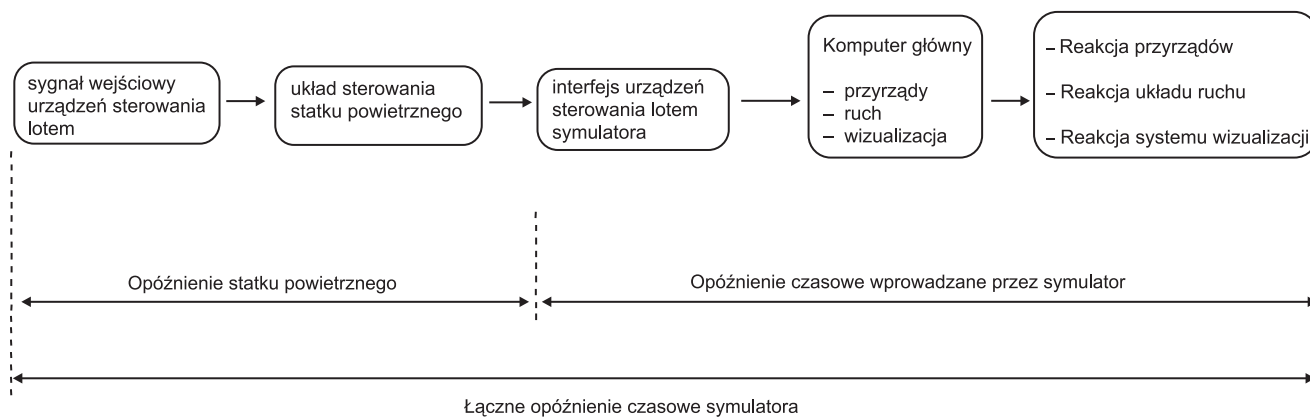 sygnał wejściowy
urządzeń sterowania
lotem
układ sterowania
statku powietrznego
interfejs urządzeń
sterowania lotem
symulatora
Komputer główny
– przyrządy
– ruch
– wizualizacja
– Reakcja przyrządów
– Reakcja układu ruchu
– Reakcja systemu wizualizacji
Opóźnienie statku powietrznego
Opóźnienie czasowe wprowadzane przez symulator
Łączne opóźnienie czasowe symulatora